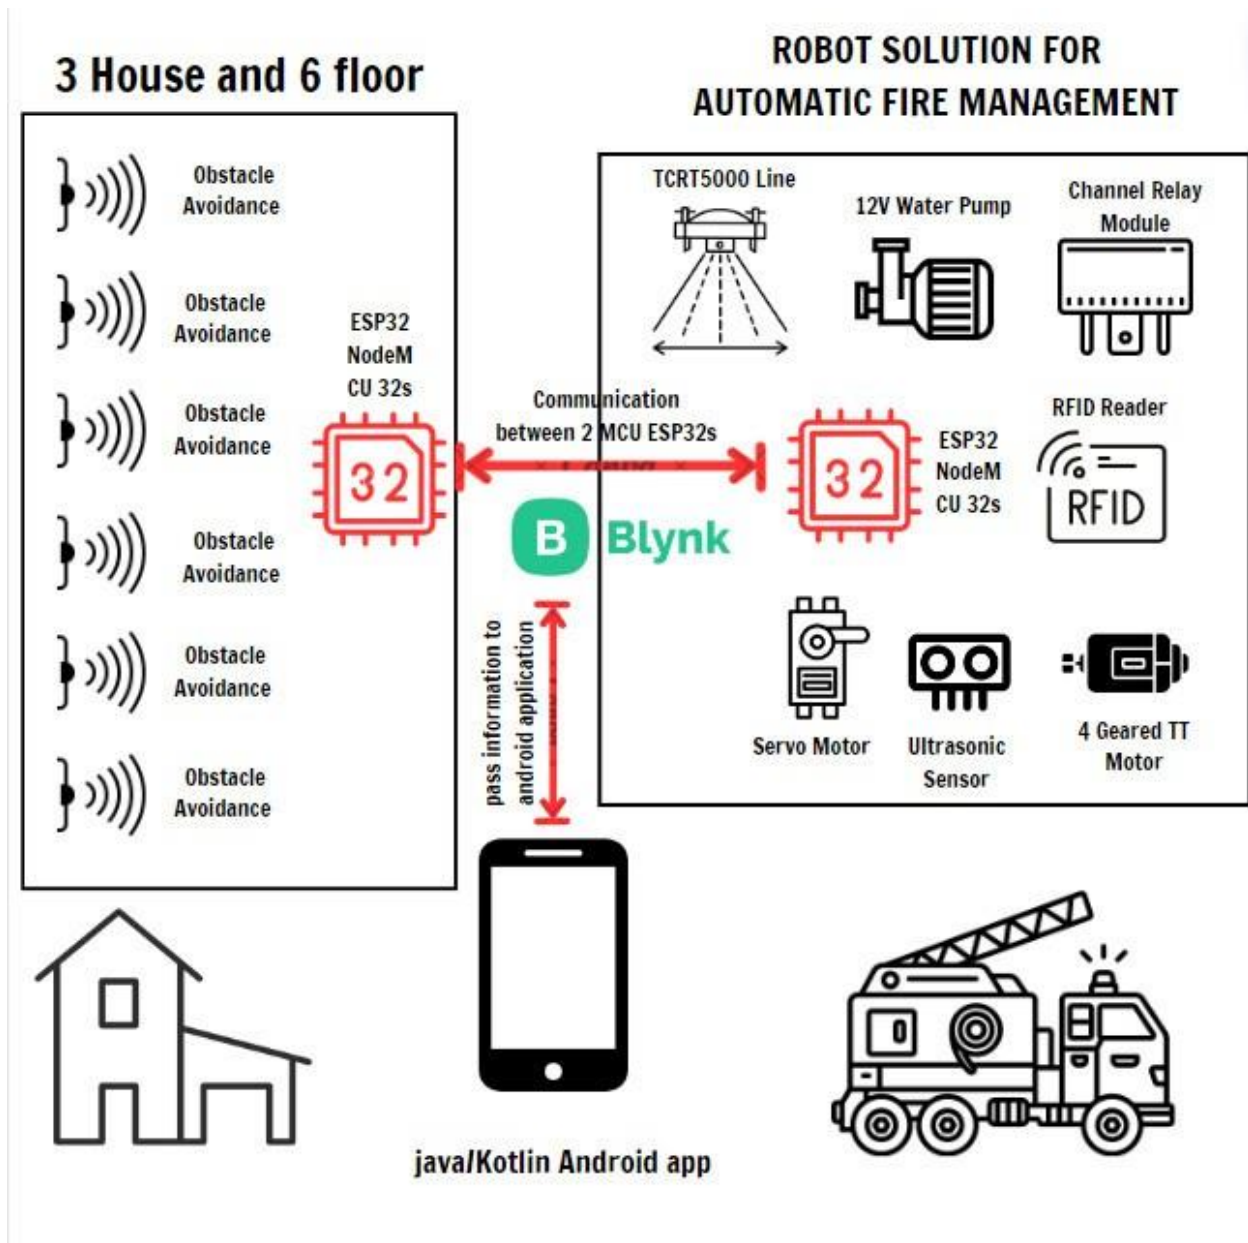 3 House and 6 floor
Obstacle
Avoidance
Obstacle
Avoidance
Obstacle
Avoidance
Obstacle
Avoidance
Obstacle
Avoidance
Obstacle
Avoidance
ESP32
NodeM
CU 32s
32
Communication
between 2 MCU ESP32s
B Blynk
pass information to
android application
java/Kotlin Android app
ROBOT SOLUTION FOR
AUTOMATIC FIRE MANAGEMENT
TCRT5000 Line
12V Water Pump
Channel Relay
Module
32
ESP32
NodeM
CU 32s
RFID Reader
RFID
Servo Motor
Ultrasonic
Sensor
4 Geared TT
Motor